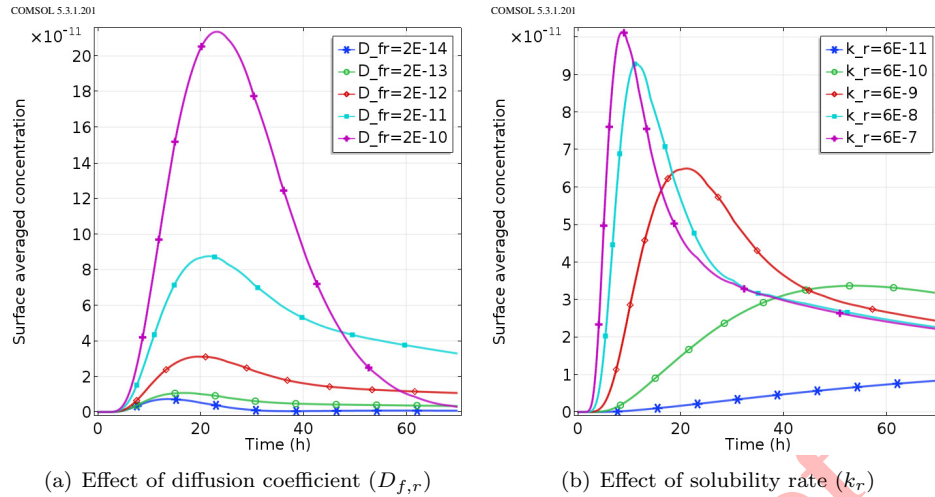 COMSOL 5.3.1.201
×10⁻¹¹
Surface averaged concentration
20
18
16
14
12
10
8
6
4
2
0
D_fr=2E-14
D_fr=2E-13
D_fr=2E-12
D_fr=2E-11
D_fr=2E-10
0
20
40
60
Time (h)
(a) Effect of diffusion coefficient (D_{f,r})
COMSOL 5.3.1.201
×10⁻¹¹
Surface averaged concentration
9
8
7
6
5
4
3
2
1
0
k_r=6E-11
k_r=6E-10
k_r=6E-9
k_r=6E-8
k_r=6E-7
0
20
40
60
Time (h)
(b) Effect of solubility rate (k_r)